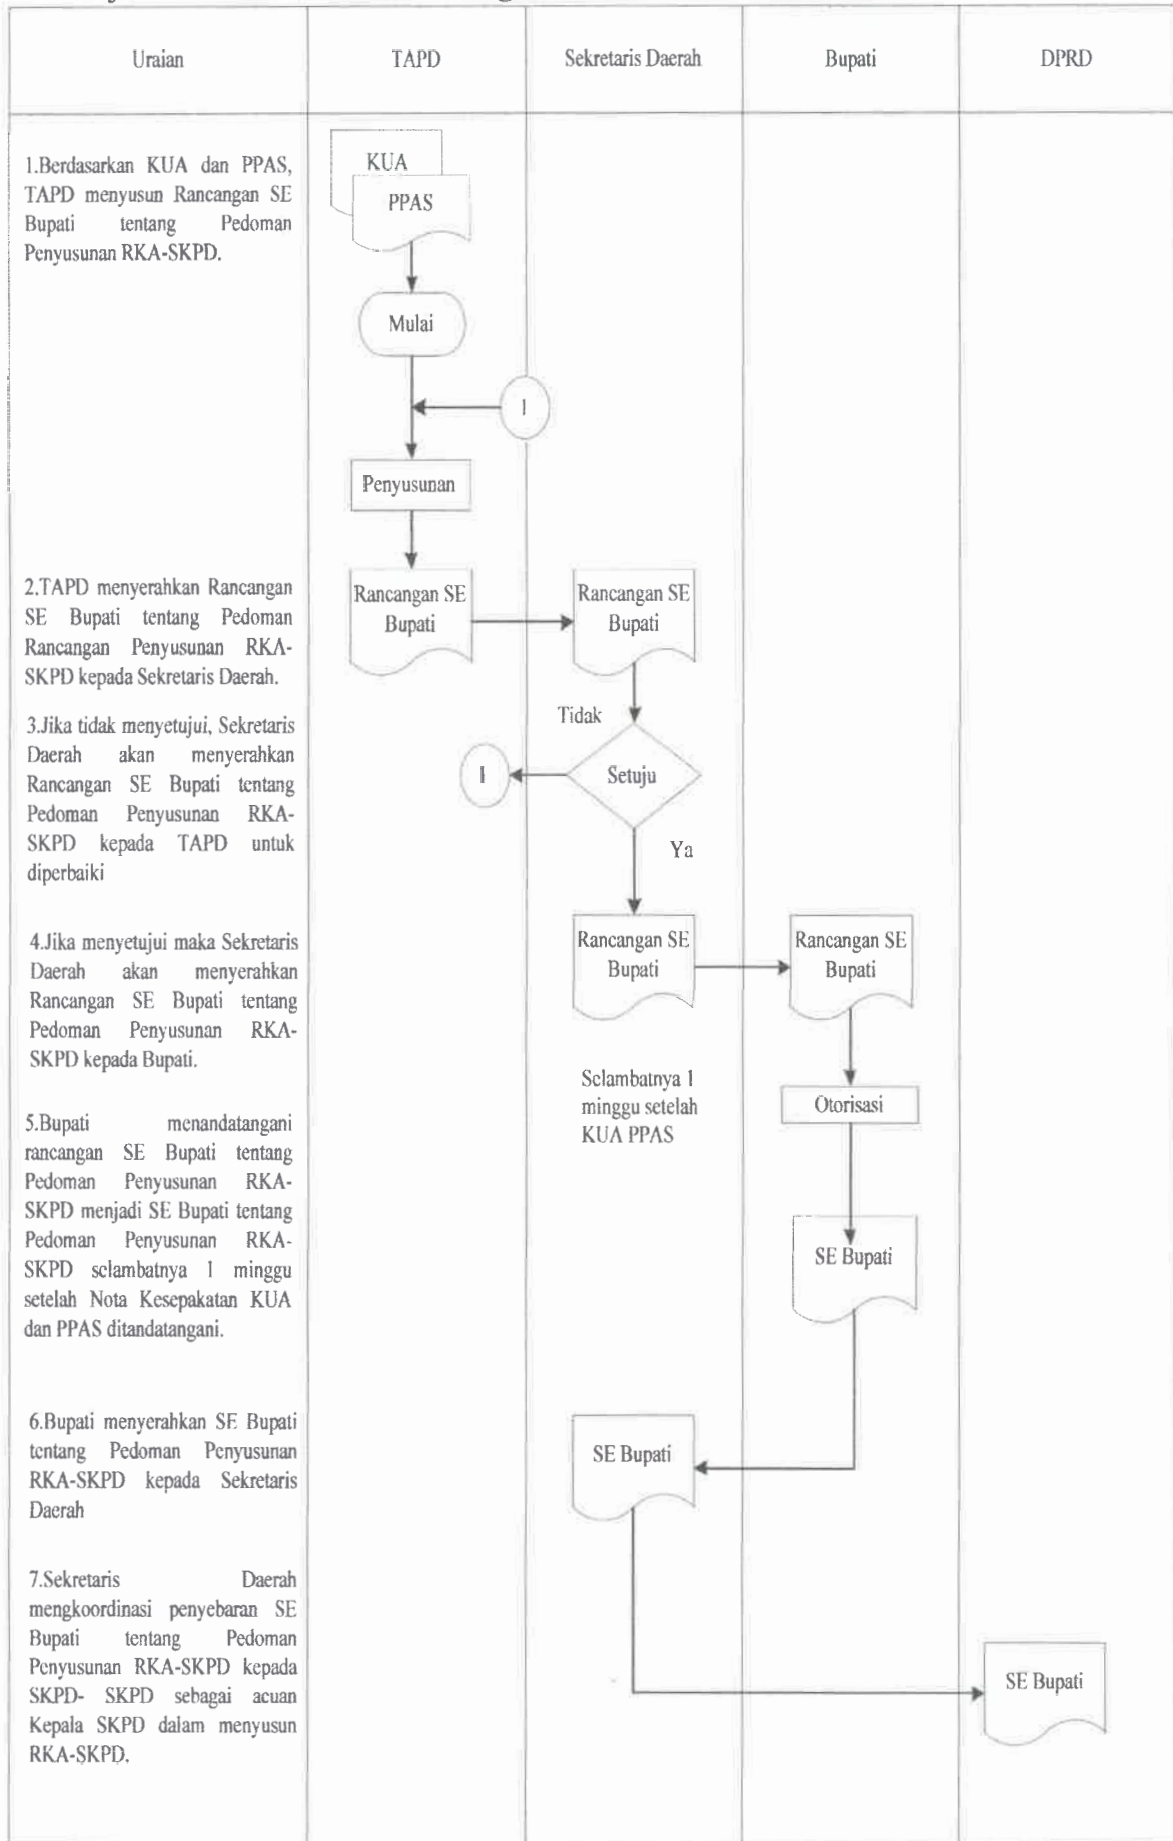 Uraian
TAPD
Sekretaris Daerah
Bupati
DPRD
1.Berdasarkan KUA dan PPAS,
TAPD menyusun Rancangan SE
Bupati tentang Pedoman
Penyusunan RKA-SKPD.
KUA
PPAS
Mulai
1
Penyusunan
2.TAPD menyerahkan Rancangan
SE Bupati tentang Pedoman
Rancangan Penyusunan RKA-
SKPD kepada Sekretaris Daerah.
Rancangan SE
Bupati
Rancangan SE
Bupati
3.Jika tidak menyetujui, Sekretaris
Daerah akan menyerahkan
Rancangan SE Bupati tentang
Pedoman Penyusunan RKA-
SKPD kepada TAPD untuk
diperbaiki
Tidak
1
Setuju
Ya
4.Jika menyetujui maka Sekretaris
Daerah akan menyerahkan
Rancangan SE Bupati tentang
Pedoman Penyusunan RKA-
SKPD kepada Bupati.
Rancangan SE
Bupati
Rancangan SE
Bupati
Selambatnya 1
minggu setelah
KUA PPAS
Otorisasi
5.Bupati menandatangani
rancangan SE Bupati tentang
Pedoman Penyusunan RKA-
SKPD menjadi SE Bupati tentang
Pedoman Penyusunan RKA-
SKPD selambatnya 1 minggu
setelah Nota Kesepakatan KUA
dan PPAS ditandatangani.
SE Bupati
6.Bupati menyerahkan SE Bupati
tentang Pedoman Penyusunan
RKA-SKPD kepada Sekretaris
Daerah
SE Bupati
7.Sekretaris Daerah
mengkoordinasi penyebaran SE
Bupati tentang Pedoman
Penyusunan RKA-SKPD kepada
SKPD- SKPD sebagai acuan
Kepala SKPD dalam menyusun
RKA-SKPD.
SE Bupati